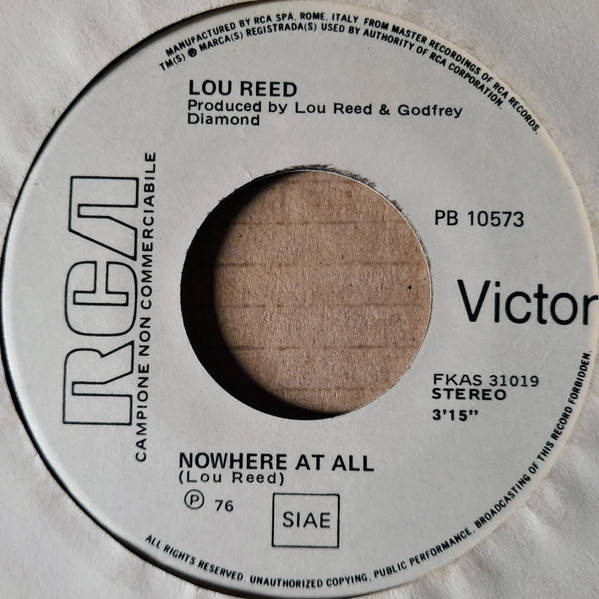 MANUFACTURED BY RCA SPA, ROME, ITALY FROM MASTER RECORDINGS OF RCA RECORDS.
TM(S) ® MARCA(S) REGISTRADA(S) USED BY AUTHORITY OF RCA CORPORATION.
LOU REED
Produced by Lou Reed & Godfrey
Diamond
RCA
CAMPIONE NON COMMERCIABILE
PB 10573
Victor
FKAS 31019
STEREO
3'15"
NOWHERE AT ALL
(Lou Reed)
Ⓟ 76
SIAE
ALL RIGHTS RESERVED. UNAUTHORIZED COPYING, PUBLIC PERFORMANCE, BROADCASTING OF THIS RECORD FORBIDDEN.